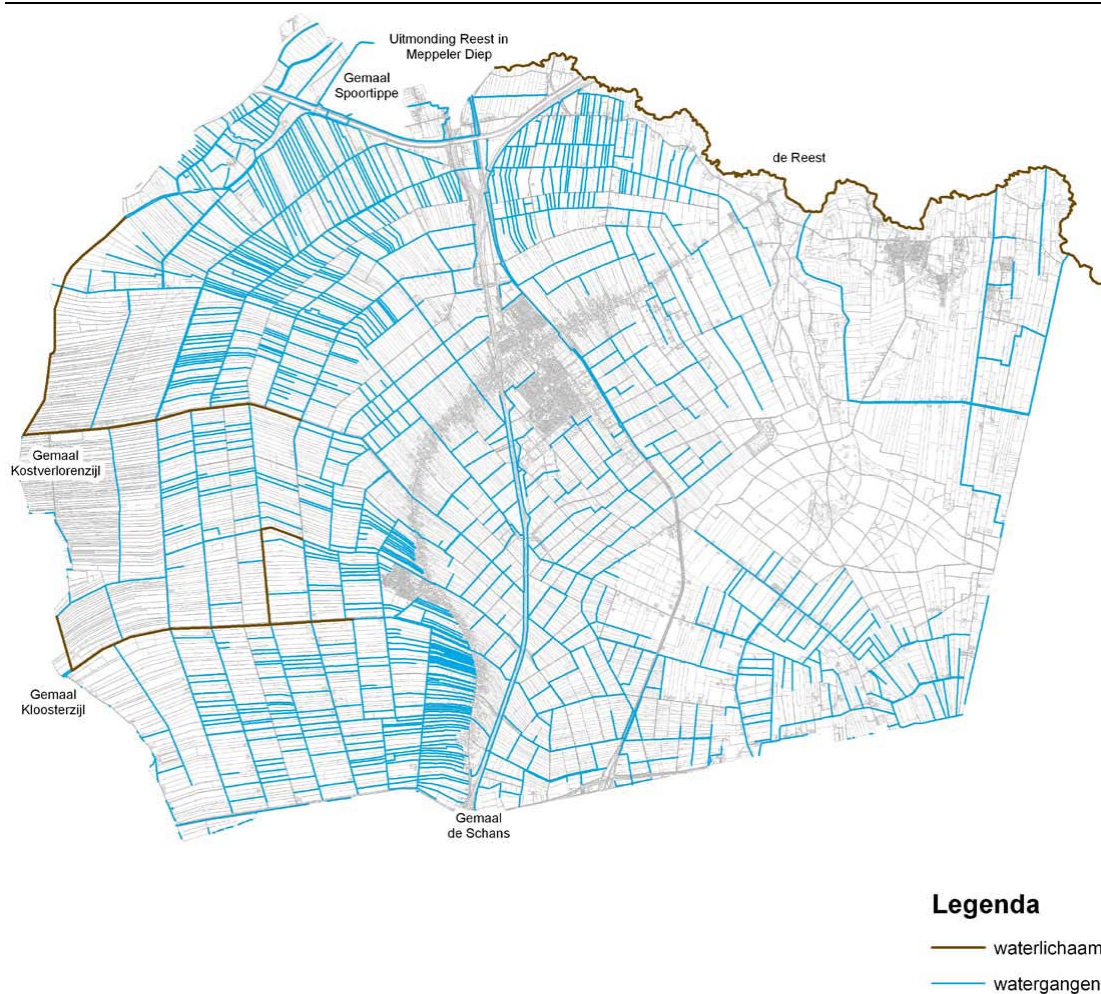 Uitmonding Reest in
Meppeler Diep
Gemaal
Spoortippe
de Reest
Gemaal
Kostverlorenzijl
Gemaal
Kloosterzijl
Gemaal
de Schans
Legenda
waterlichaam
watergangen